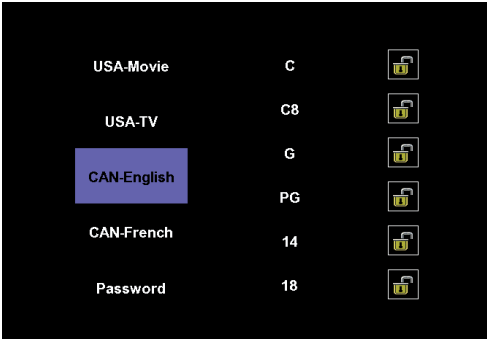 USA-Movie
USA-TV
CAN-English
CAN-French
Password
C
C8
G
PG
14
18